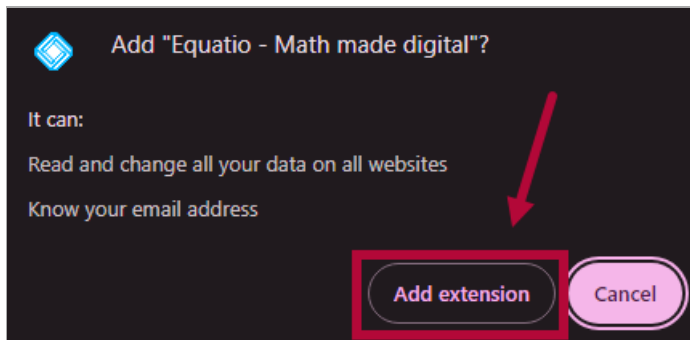 Add "Equatio - Math made digital"?
It can:
Read and change all your data on all websites
Know your email address
Add extension
Cancel